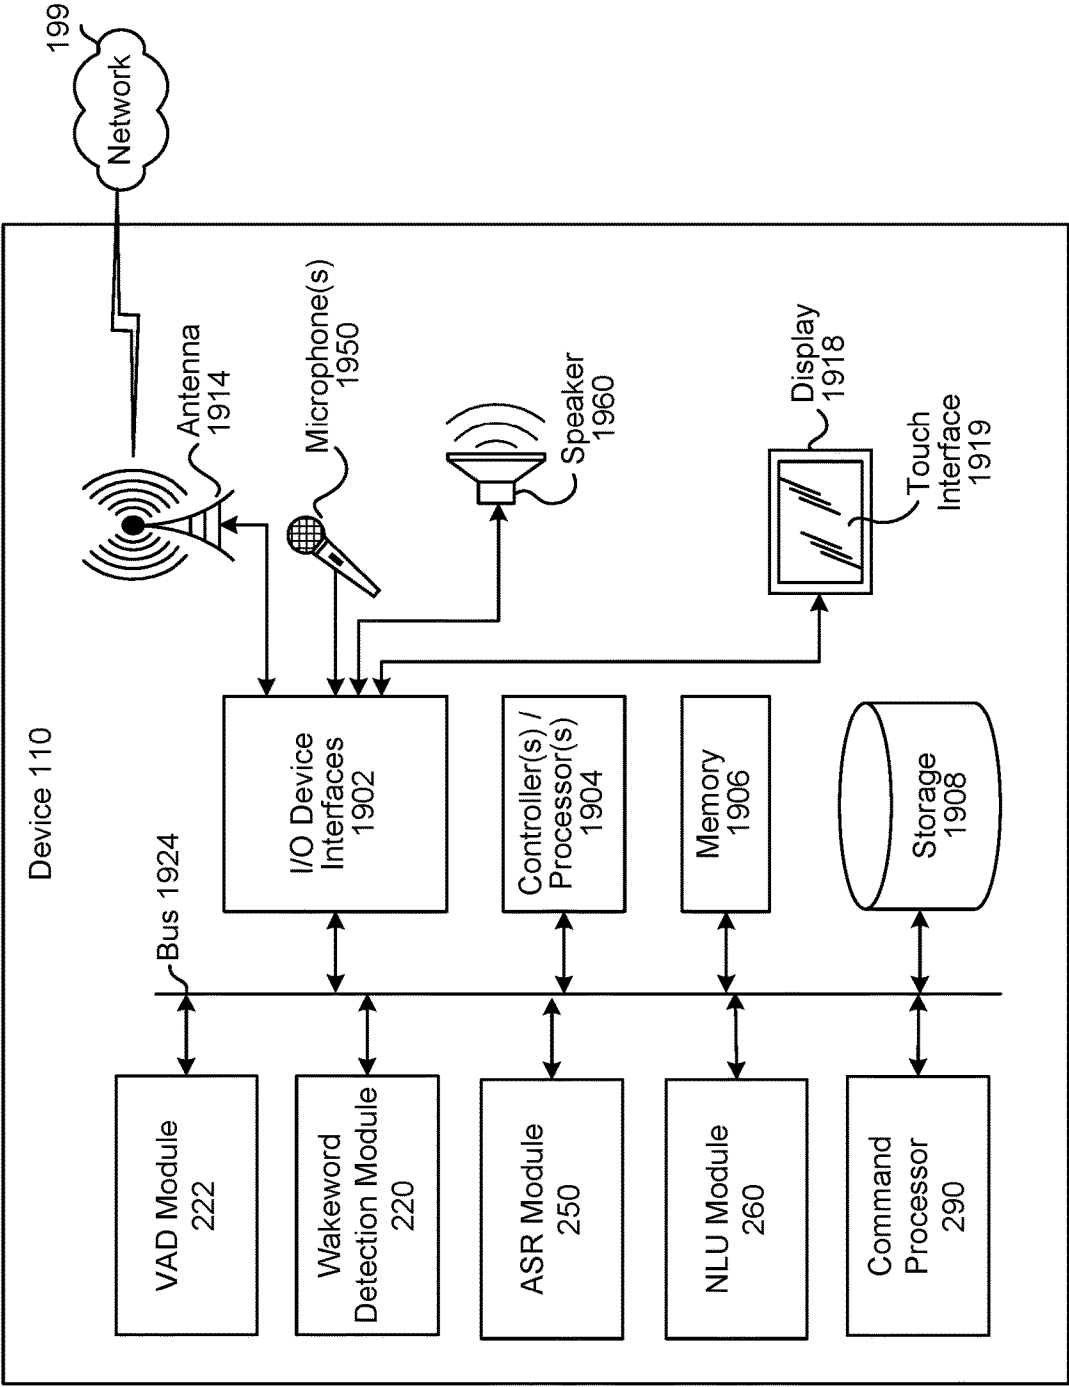 Device 110
Network
199
Bus 1924
VAD Module
222
Wakeword
Detection Module
220
ASR Module
250
NLU Module
260
Command
Processor
290
I/O Device
Interfaces
1902
Controller(s) /
Processor(s)
1904
Memory
1906
Storage
1908
Antenna
1914
Microphone(s)
1950
Speaker
1960
Display
1918
Touch
Interface
1919